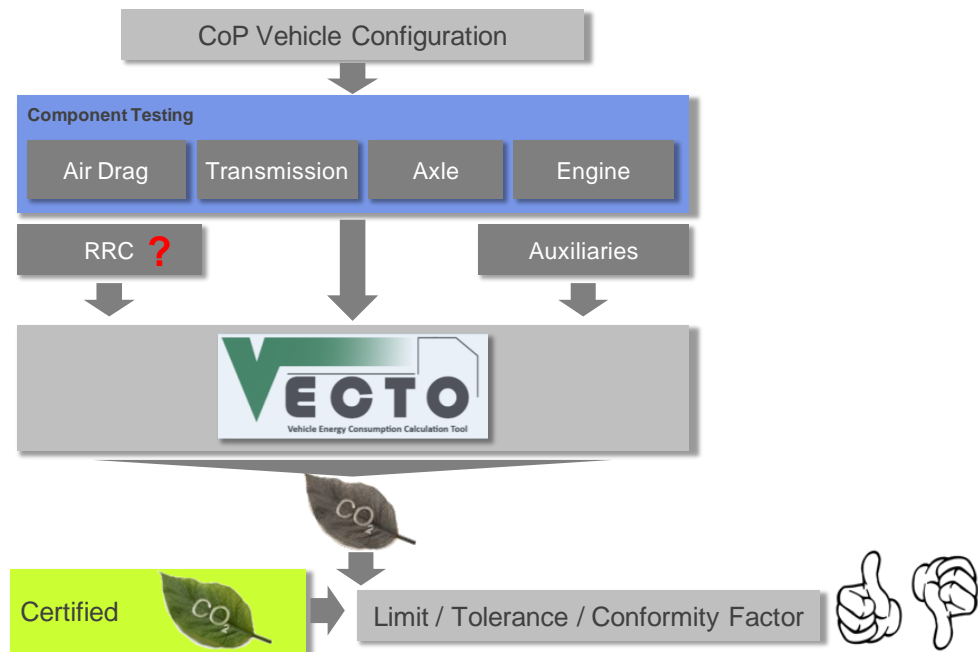 CoP Vehicle Configuration
Component Testing
Air Drag
Transmission
Axle
Engine
RRC ?
Auxiliaries
VECTO
Vehicle Energy Consumption Calculation Tool
CO2
Certified
CO2
Limit / Tolerance / Conformity Factor